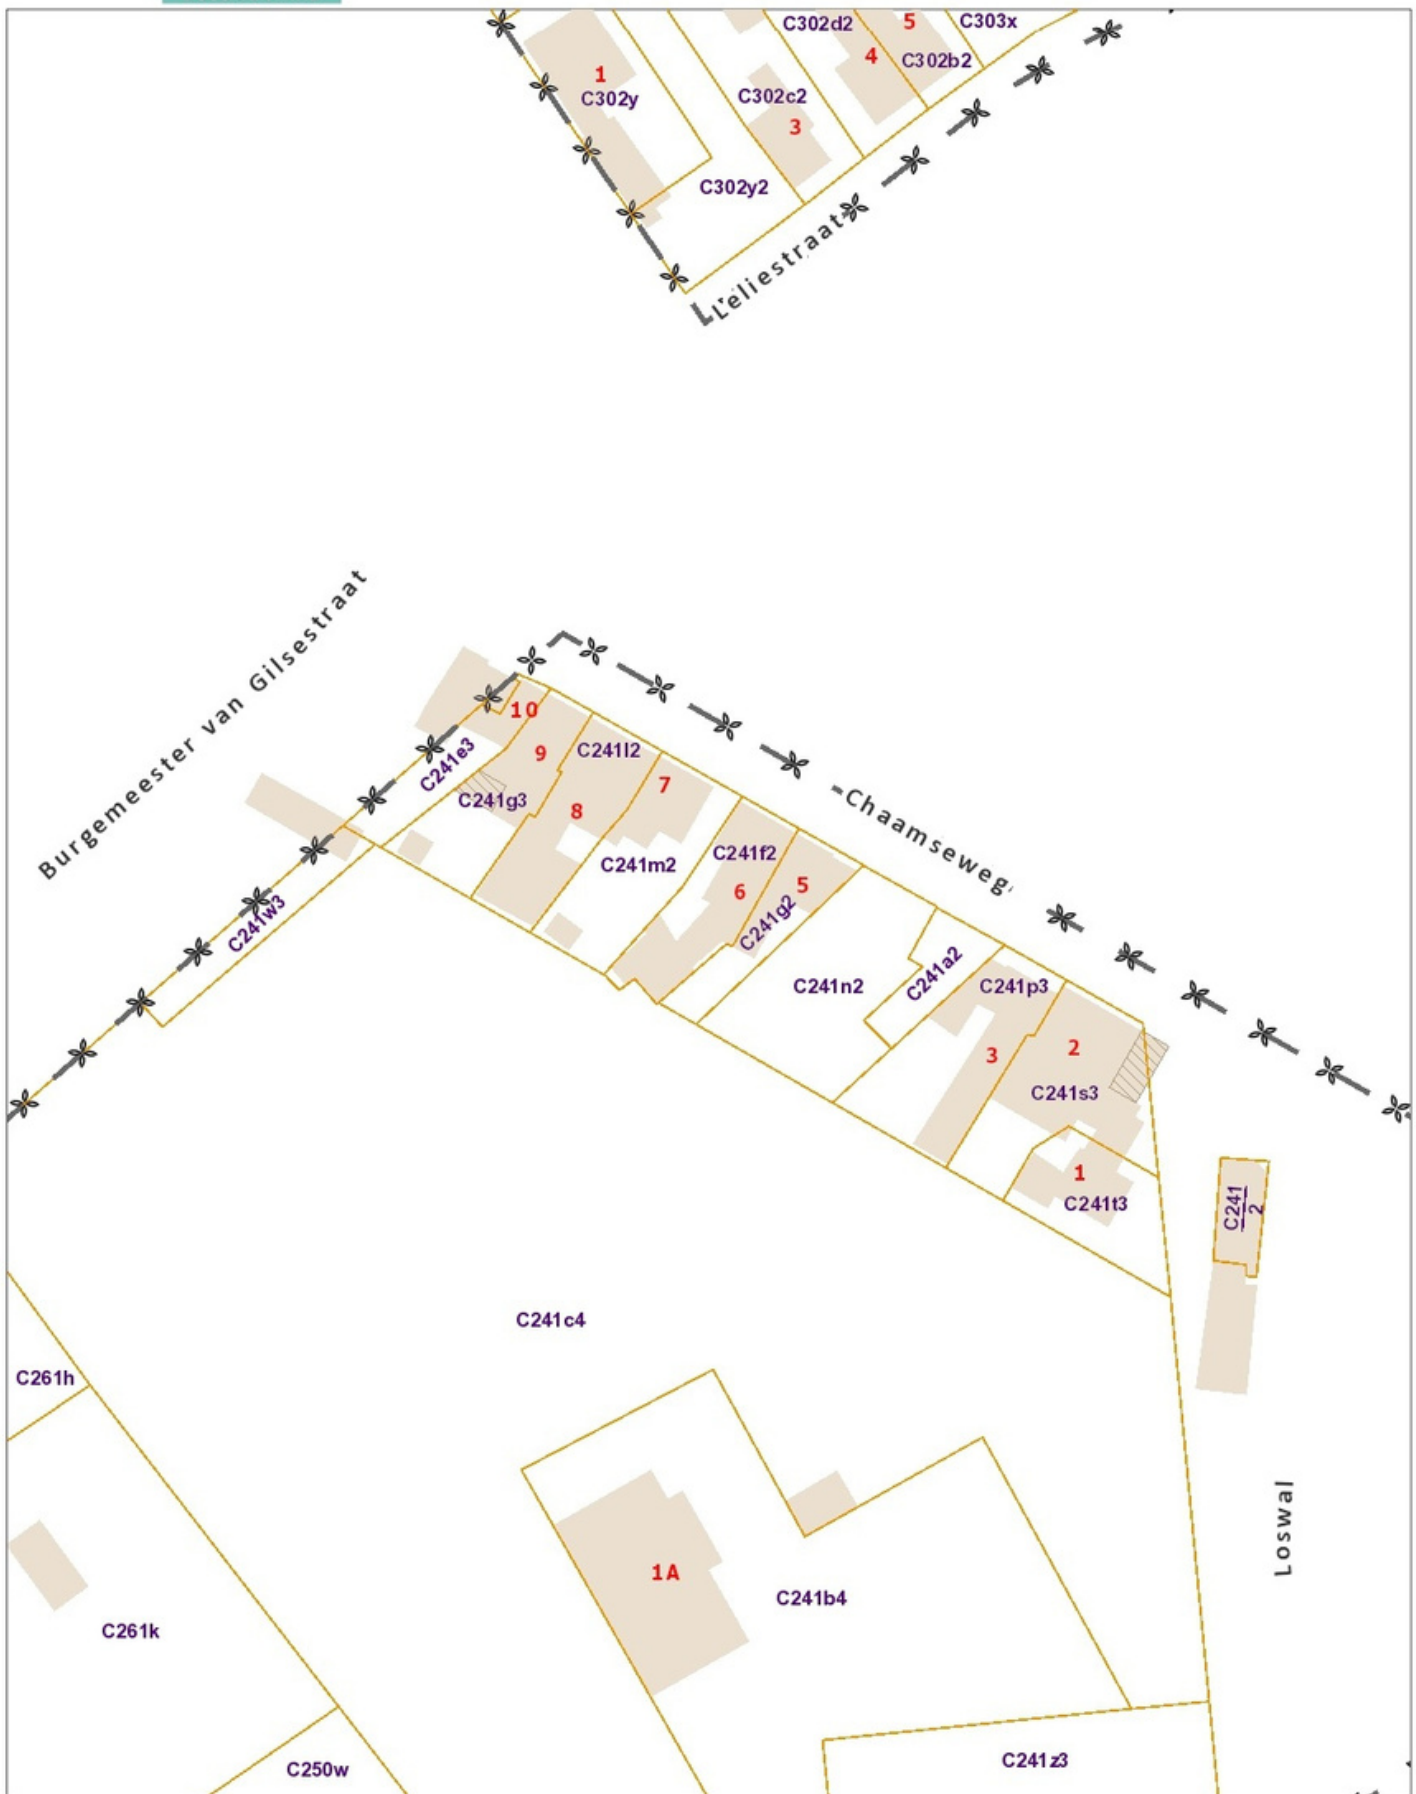 C302d2
5
C303x
4
C302b2
1
C302y
C302c2
3
C302y2
Leliestraat
Burgemeester van Gilsestraat
10
9
C241l2
C241e3
7
C241g3
8
Chaamseweg
C241m2
C241f2
6
5
C241g2
C241w3
C241n2
C241a2
C241p3
3
2
C241s3
1
C241t3
C241
2
C241c4
C261h
Loswal
1A
C241b4
C261k
C250w
C241z3